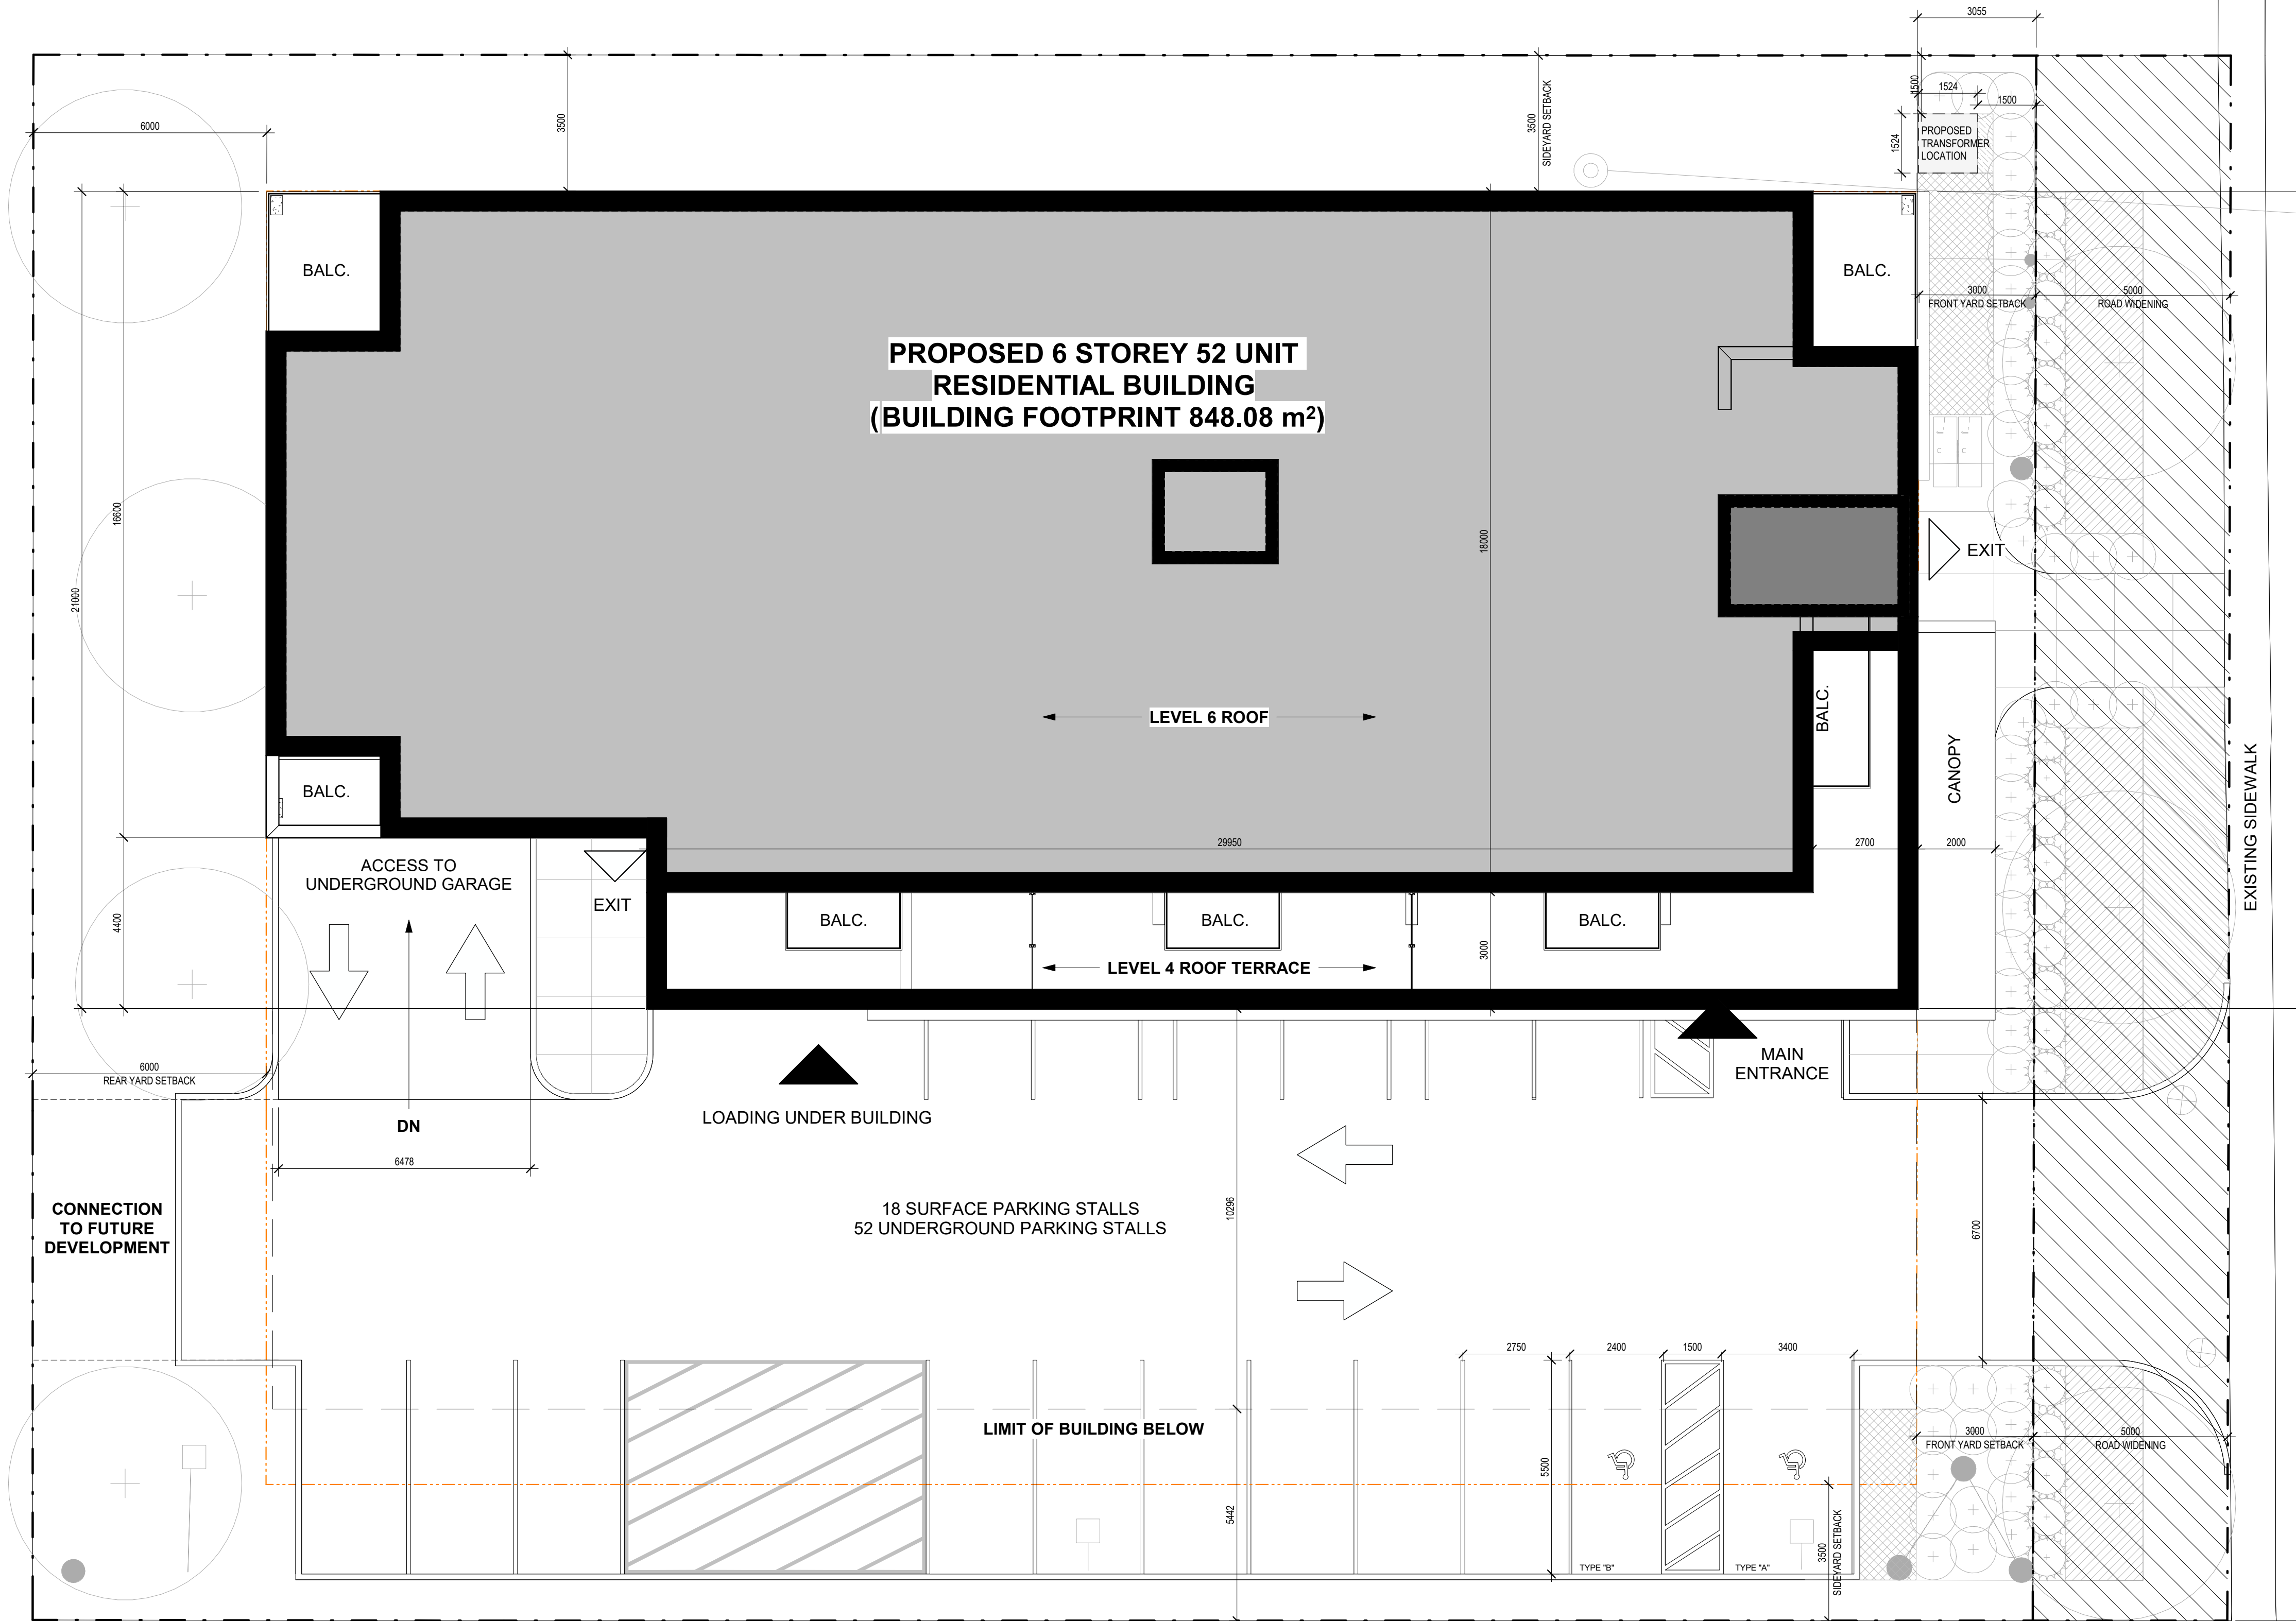 3055
1500
1524
1500
6000
3500
3500
SIDEYARD SETBACK
1524
PROPOSED
TRANSFORMER
LOCATION
BALC.
BALC.
3000
FRONT YARD SETBACK
5000
ROAD WIDENING
PROPOSED 6 STOREY 52 UNIT
RESIDENTIAL BUILDING
(BUILDING FOOTPRINT 848.08 m²)
16600
21000
18000
EXIT
LEVEL 6 ROOF
BALC.
CANOPY
EXISTING SIDEWALK
BALC.
29950
2700
2000
ACCESS TO
UNDERGROUND GARAGE
EXIT
4400
BALC.
BALC.
BALC.
3000
LEVEL 4 ROOF TERRACE
6000
REAR YARD SETBACK
MAIN
ENTRANCE
LOADING UNDER BUILDING
DN
6478
CONNECTION
TO FUTURE
DEVELOPMENT
18 SURFACE PARKING STALLS
52 UNDERGROUND PARKING STALLS
10296
6700
2750
2400
1500
3400
LIMIT OF BUILDING BELOW
3000
FRONT YARD SETBACK
5000
ROAD WIDENING
5500
5442
3500
SIDEYARD SETBACK
TYPE "B"
TYPE "A"